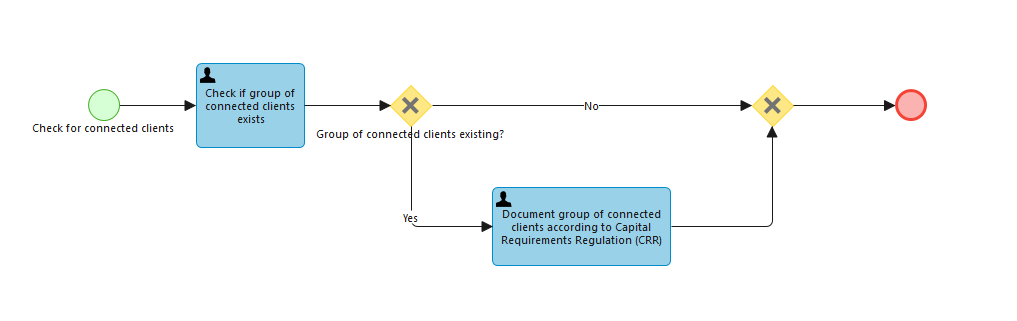 Check for connected clients
Check if group of
connected clients
exists
Group of connected clients existing?
No
Yes
Document group of connected
clients according to Capital
Requirements Regulation (CRR)